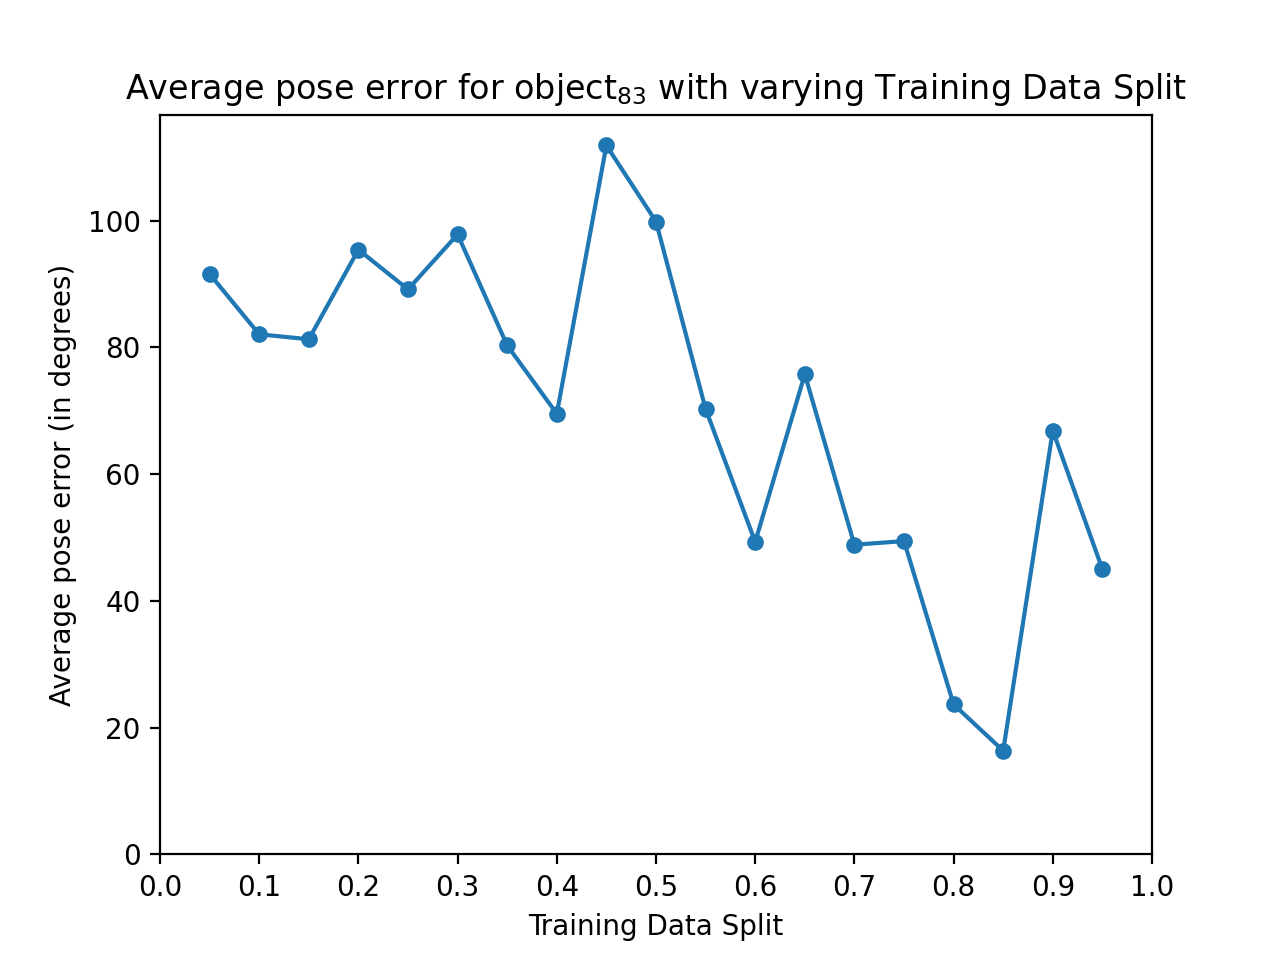 Average pose error for object₈₃ with varying Training Data Split
Average pose error (in degrees)
100
80
60
40
20
0
0.0 0.1 0.2 0.3 0.4 0.5 0.6 0.7 0.8 0.9 1.0
Training Data Split